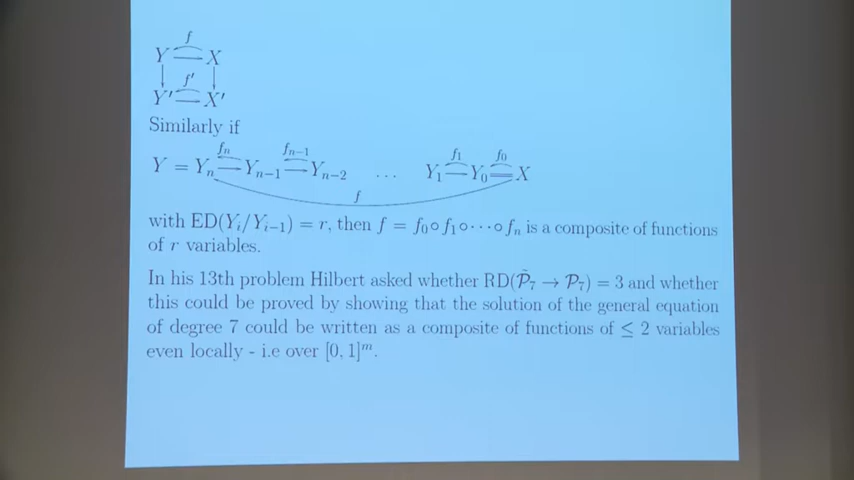 f
Y X
f′
Y′ X′
Similarly if
f_n f_{n−1} f_1 f_0
Y = Y_n Y_{n−1} Y_{n−2} ... Y_1 Y_0 X
f
with ED(Y_i/Y_{i−1}) = r, then f = f_0∘f_1∘···∘f_n is a composite of functions
of r variables.
In his 13th problem Hilbert asked whether RD(𝒫̃_7 → 𝒫_7) = 3 and whether
this could be proved by showing that the solution of the general equation
of degree 7 could be written as a composite of functions of ≤ 2 variables
even locally - i.e over [0, 1]^m.